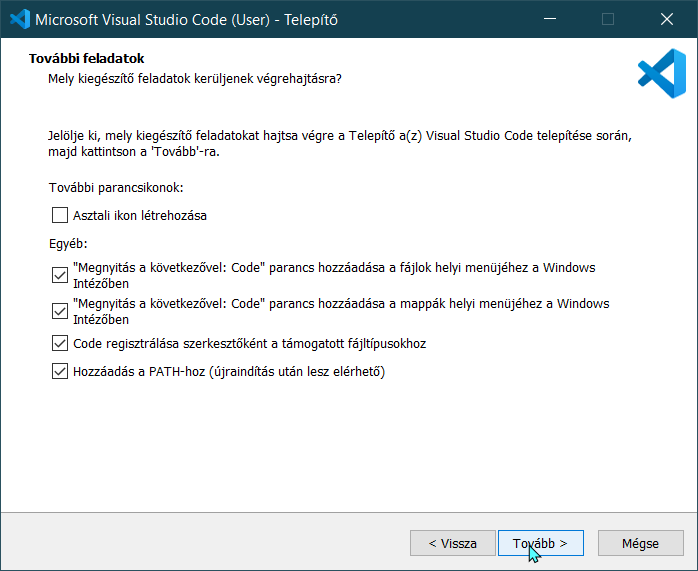 Microsoft Visual Studio Code (User) - Telepítő
További feladatok
Mely kiegészítő feladatok kerüljenek végrehajtásra?
Jelölje ki, mely kiegészítő feladatokat hajtsa végre a Telepítő a(z) Visual Studio Code telepítése során,
majd kattintson a 'Tovább'-ra.
További parancsikonok:
Asztali ikon létrehozása
Egyéb:
"Megnyitás a következővel: Code" parancs hozzáadása a fájlok helyi menüjéhez a Windows
Intézőben
"Megnyitás a következővel: Code" parancs hozzáadása a mappák helyi menüjéhez a Windows
Intézőben
Code regisztrálása szerkesztőként a támogatott fájltípusokhoz
Hozzáadás a PATH-hoz (újraindítás után lesz elérhető)
< Vissza
Tovább >
Mégse